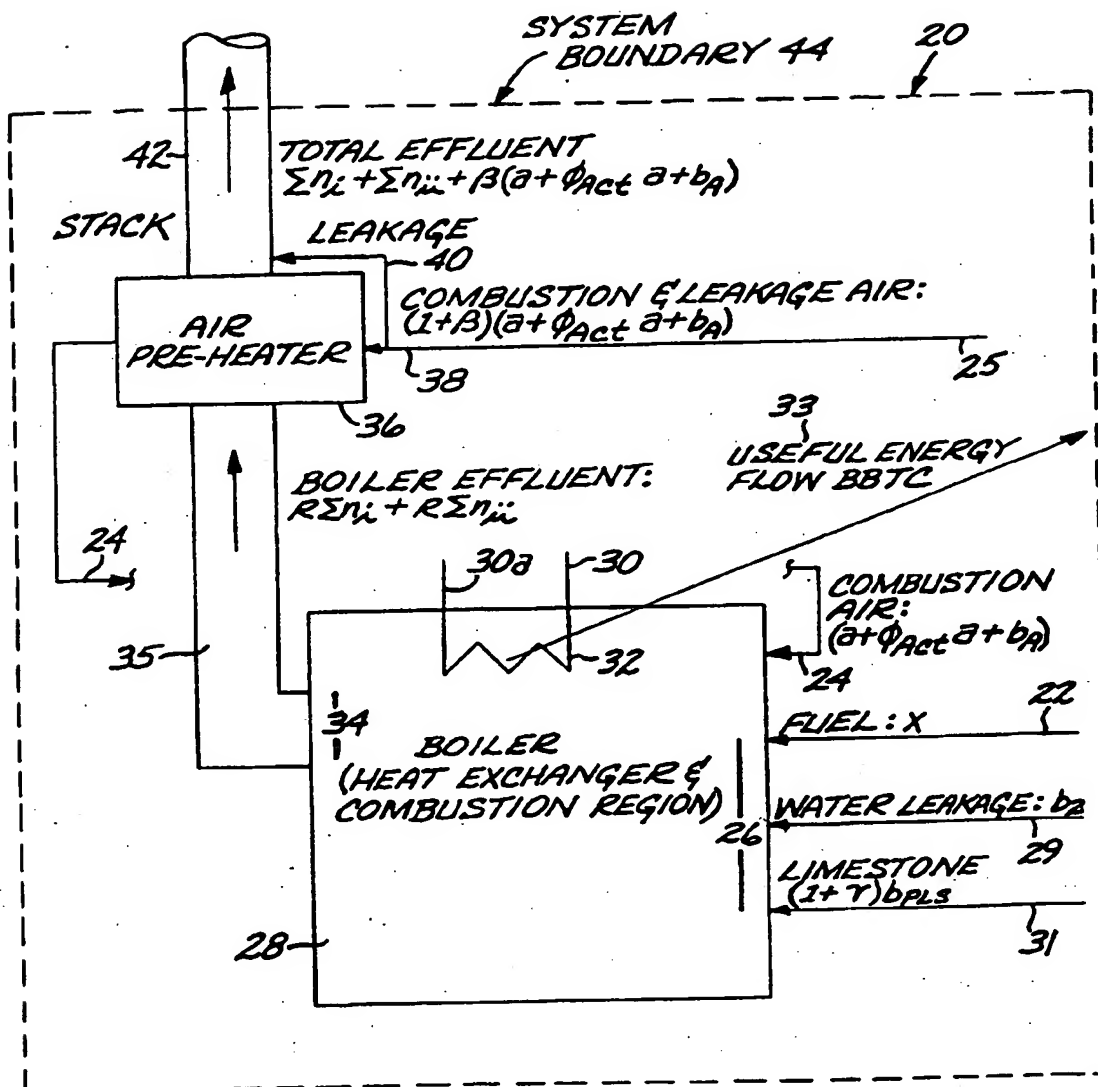 SYSTEM
BOUNDARY 44
20
42
TOTAL EFFLUENT
Σnᵢ + Σnᵢᵢ + β(a+ϕAct a+bA)
STACK
LEAKAGE
40
COMBUSTION & LEAKAGE AIR:
(1+β)(a+ϕAct a+bA)
AIR
PRE-HEATER
38
25
36
33
USEFUL ENERGY
FLOW BBTC
BOILER EFFLUENT:
RΣnᵢ + RΣnᵢᵢ
24
30a
30
COMBUSTION
AIR:
(a+ϕAct a+bA)
32
24
35
34
22
FUEL: X
BOILER
(HEAT EXCHANGER &
COMBUSTION REGION)
26
WATER LEAKAGE: bz
29
LIMESTONE
(1+γ)bPLS
31
28